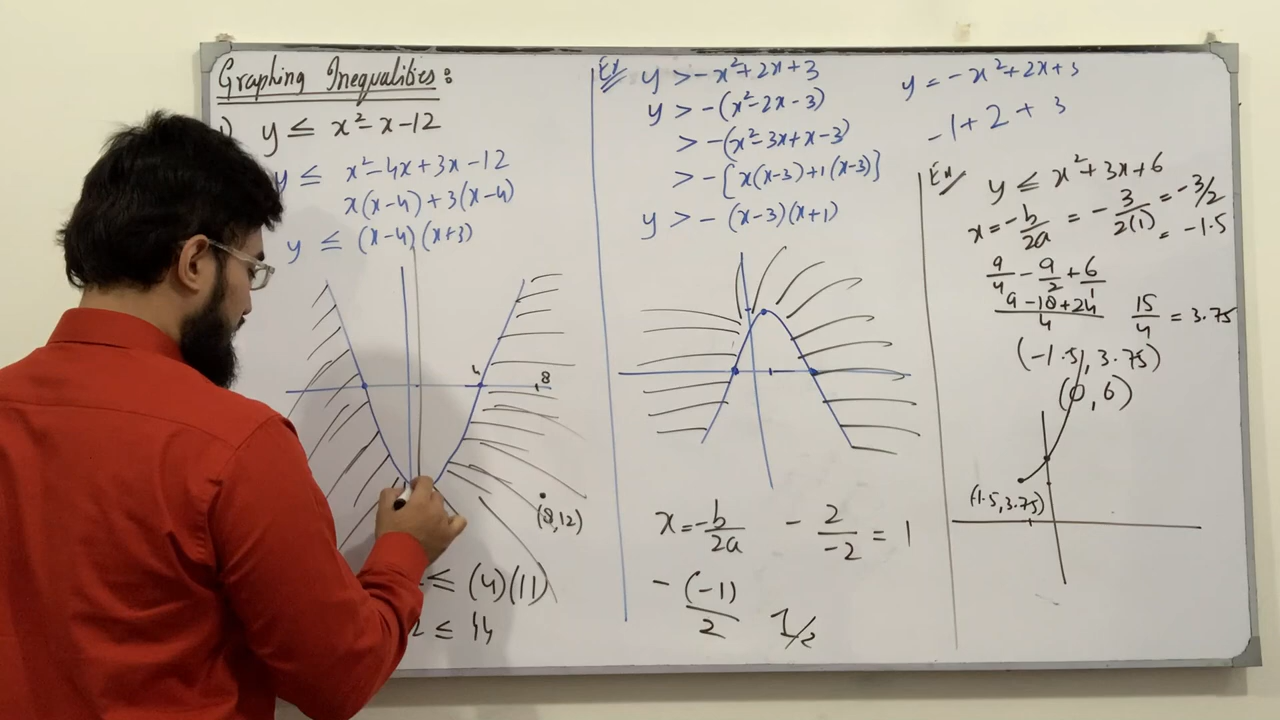 Graphing Inequalities:
y ≤ x²-x-12
y ≤ x²-4x+3x-12
x(x-4)+3(x-4)
y ≤ (x-4)(x+3)
4
8
(8,12)
≤ (4)(11)
2 ≤ 44
Ex
y > -x²+2x+3
y > -(x²-2x-3)
> -(x²-3x+x-3)
> -[x(x-3)+1(x-3)]
y > -(x-3)(x+1)
x = -b/2a
-2/-2 = 1
-(-1)/2
1/2
y = -x²+2x+3
-1+2+3
Ex
y ≤ x²+3x+6
x = -b/2a = -3/2(1) = -3/2
= -1.5
9/4 - 9/2 + 6/1
9-18+24/4
15/4 = 3.75
(-1.5, 3.75)
(0, 6)
(-1.5, 3.75)